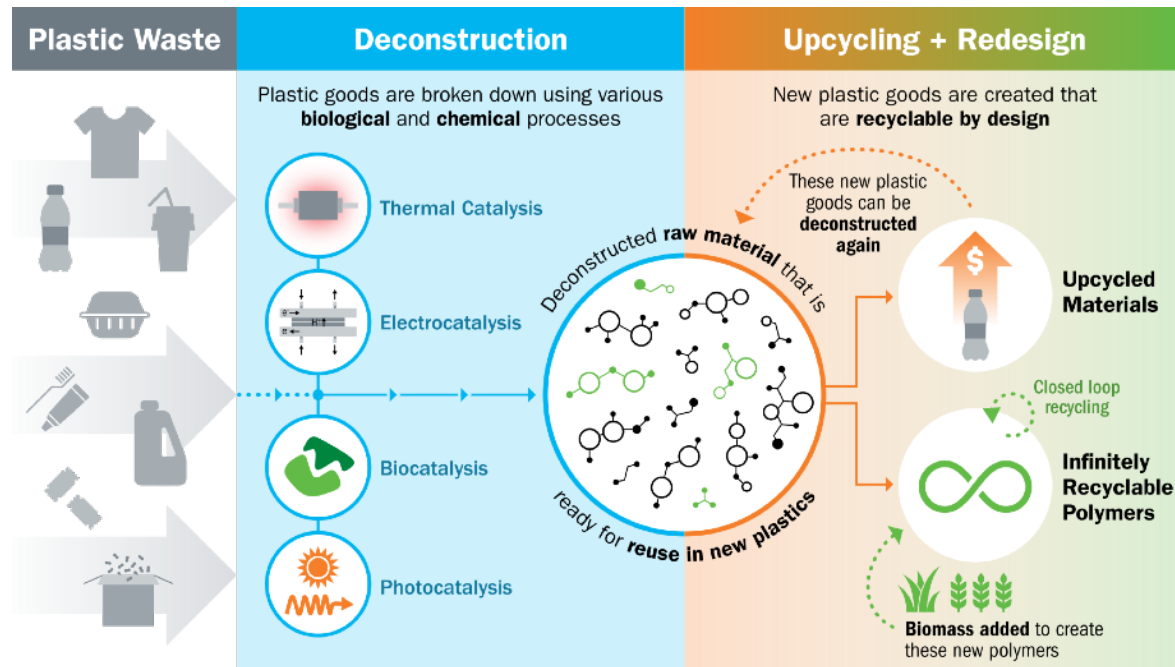 Plastic Waste
Deconstruction
Upcycling + Redesign
Plastic goods are broken down using various
biological and chemical processes
New plastic goods are created that
are recyclable by design
Thermal Catalysis
Electrocatalysis
Biocatalysis
Photocatalysis
Deconstructed raw material that is
ready for reuse in new plastics
These new plastic
goods can be
deconstructed
again
$
Upcycled
Materials
Closed loop
recycling
Infinitely
Recyclable
Polymers
Biomass added to create
these new polymers